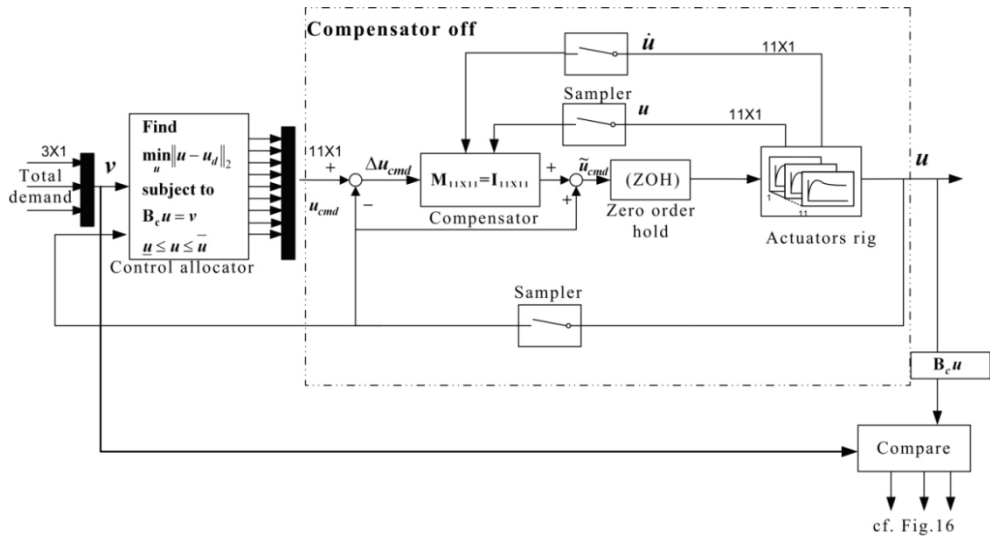 Compensator off
u̇
11X1
Sampler
u
11X1
3X1
Total
demand
v
Find
min ‖u − u_d‖₂
u
subject to
B_c u = v
u̲ ≤ u ≤ u̅
Control allocator
11X1
+
−
u_cmd
Δu_cmd
M₁₁ₓ₁₁=I₁₁ₓ₁₁
Compensator
+
+
ũ_cmd
(ZOH)
Zero order
hold
1
11
Actuators rig
u
Sampler
B_c u
Compare
cf. Fig.16